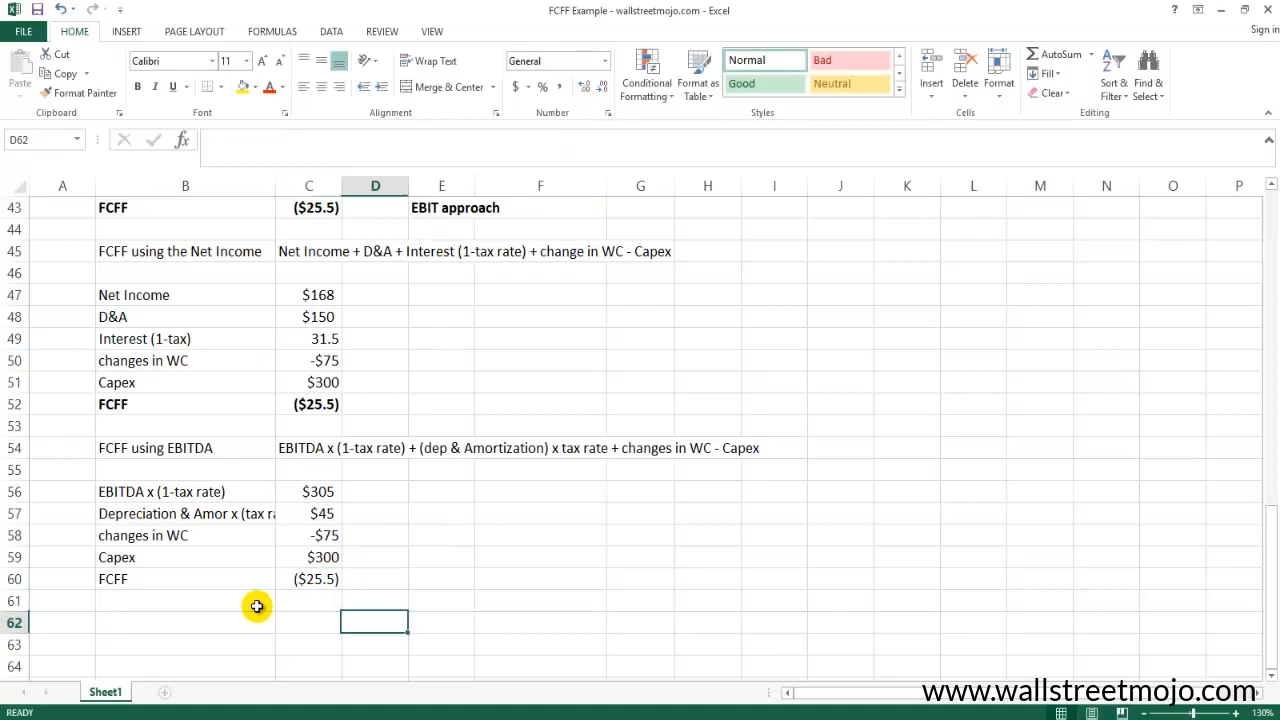 FCFF Example - wallstreetmojo.com - Excel
FILE HOME INSERT PAGE LAYOUT FORMULAS DATA REVIEW VIEW Sign in
Paste
Cut
Copy
Format Painter
Clipboard
Calibri
B I U A
Font
Wrap Text
Merge & Center
Alignment
General
$ % ,
Number
Conditional Formatting
Format as Table
Normal Bad
Good Neutral
Styles
Insert Delete Format
Cells
AutoSum
Fill
Clear
Sort & Filter
Find & Select
Editing
D62 fx
A B C D E F G H I J K L M N O P
43 FCFF ($25.5) EBIT approach
44
45 FCFF using the Net Income Net Income + D&A + Interest (1-tax rate) + change in WC - Capex
46
47 Net Income $168
48 D&A $150
49 Interest (1-tax) 31.5
50 changes in WC -$75
51 Capex $300
52 FCFF ($25.5)
53
54 FCFF using EBITDA EBITDA x (1-tax rate) + (dep & Amortization) x tax rate + changes in WC - Capex
55
56 EBITDA x (1-tax rate) $305
57 Depreciation & Amor x (tax ra $45
58 changes in WC -$75
59 Capex $300
60 FCFF ($25.5)
61
62
63
64
Sheet1
www.wallstreetmojo.com
READY 130%